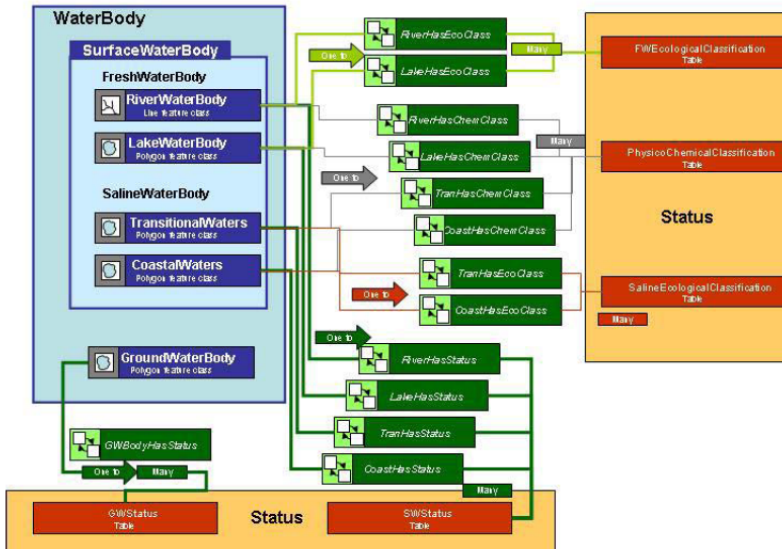 WaterBody
SurfaceWaterBody
FreshWaterBody
RiverWaterBody
Line feature class
LakeWaterBody
Polygon feature class
SalineWaterBody
TransitionalWaters
Polygon feature class
CoastalWaters
Polygon feature class
GroundWaterBody
Polygon feature class
RiverHasEcoClass
One to
Many
LakeHasEcoClass
RiverHasChemClass
Many
LakeHasChemClass
One to
TranHasChemClass
CoastHasChemClass
TranHasEcoClass
One to
CoastHasEcoClass
One to
RiverHasStatus
LakeHasStatus
TranHasStatus
CoastHasStatus
Many
FWEcologicalClassification
Table
PhysicoChemicalClassification
Table
Status
SalineEcologicalClassification
Table
Many
GWBodyHasStatus
One to
Many
GWStatus
Table
Status
SWStatus
Table